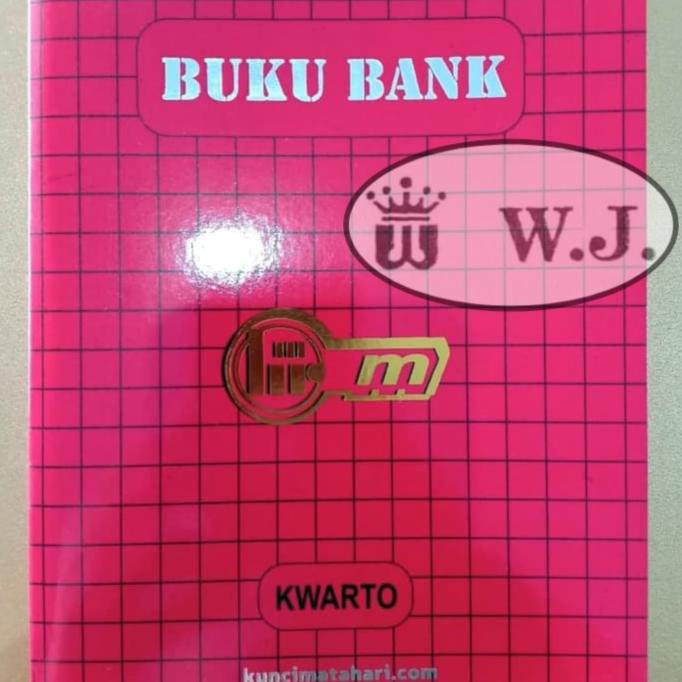 BUKU BANK
W.J.
m
KWARTO
kuncimatahari.com